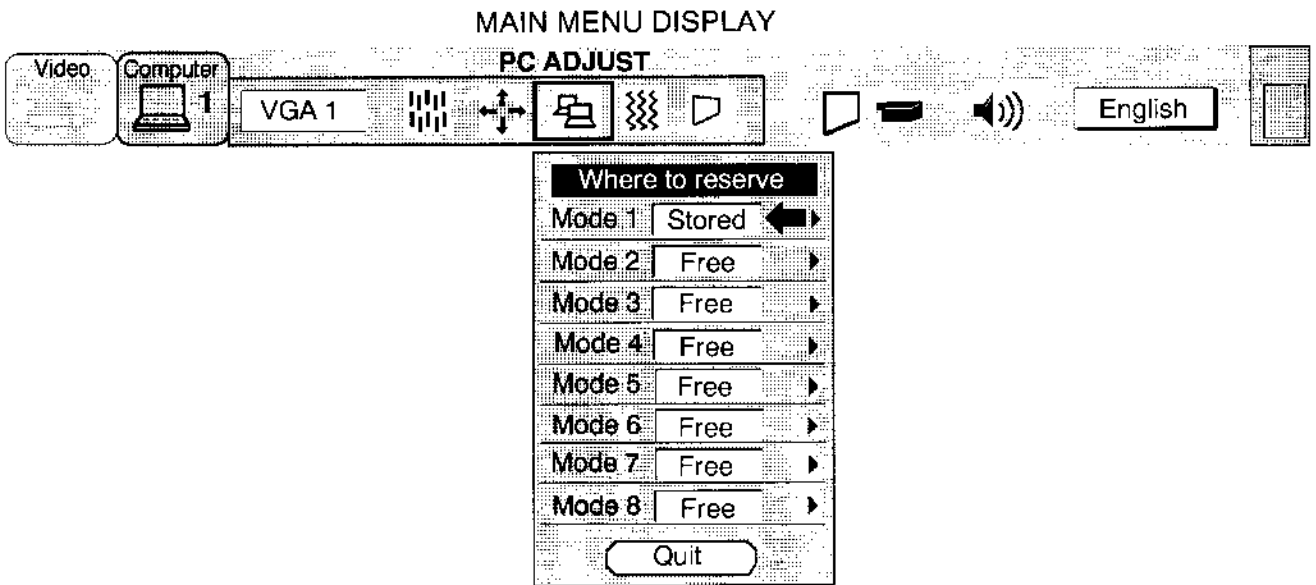 MAIN MENU DISPLAY
PC ADJUST
Video
Computer
1
VGA 1
English
Where to reserve
Mode 1 Stored
Mode 2 Free
Mode 3 Free
Mode 4 Free
Mode 5 Free
Mode 6 Free
Mode 7 Free
Mode 8 Free
Quit